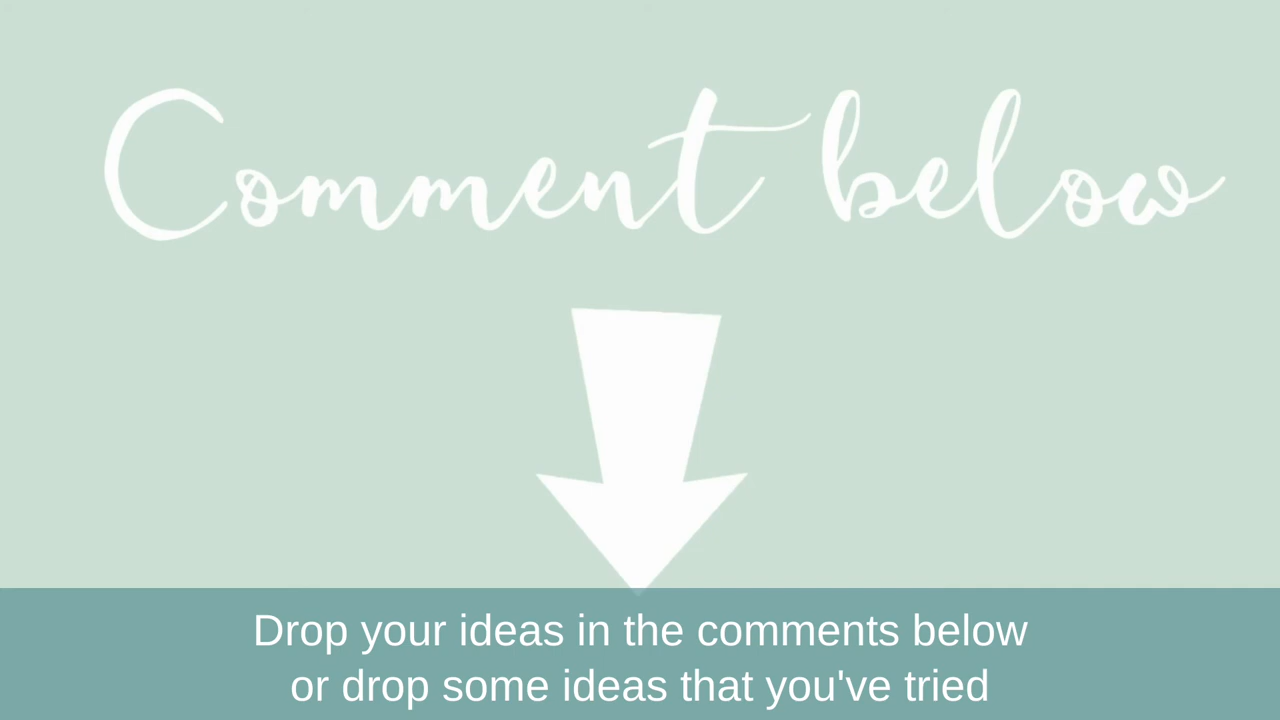 Comment below
Drop your ideas in the comments below
or drop some ideas that you've tried